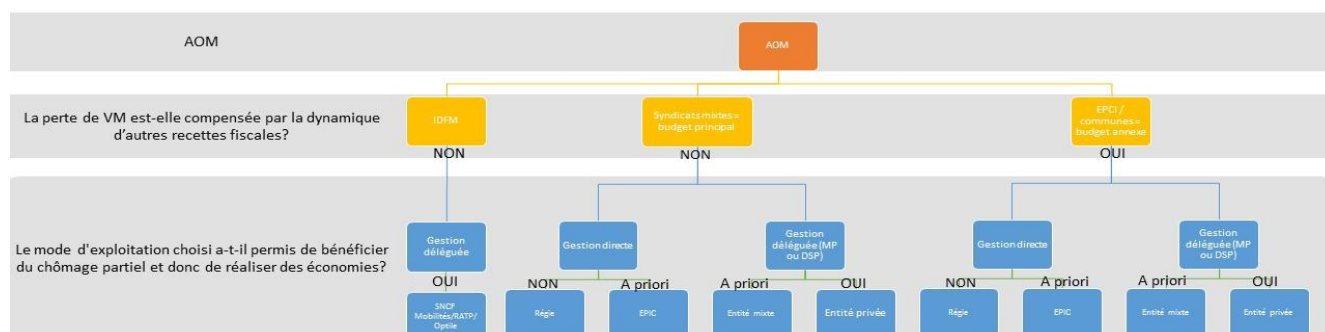 AOM
AOM
La perte de VM est-elle compensée par la dynamique
d'autres recettes fiscales?
IDFM
NON
Syndicats mixtes =
budget principal
NON
EPCI /
communes =
budget annexe
OUI
Le mode d'exploitation choisi a-t-il permis de bénéficier
du chômage partiel et donc de réaliser des économies?
Gestion
déléguée
OUI
SNCF
Mobilités/RATP/
Optile
Gestion directe
NON
A priori
Régie
EPIC
Gestion
déléguée (MP
ou DSP)
A priori
OUI
Entité mixte
Entité privée
Gestion directe
NON
A priori
Régie
EPIC
Gestion
déléguée (MP
ou DSP)
A priori
OUI
Entité mixte
Entité privée